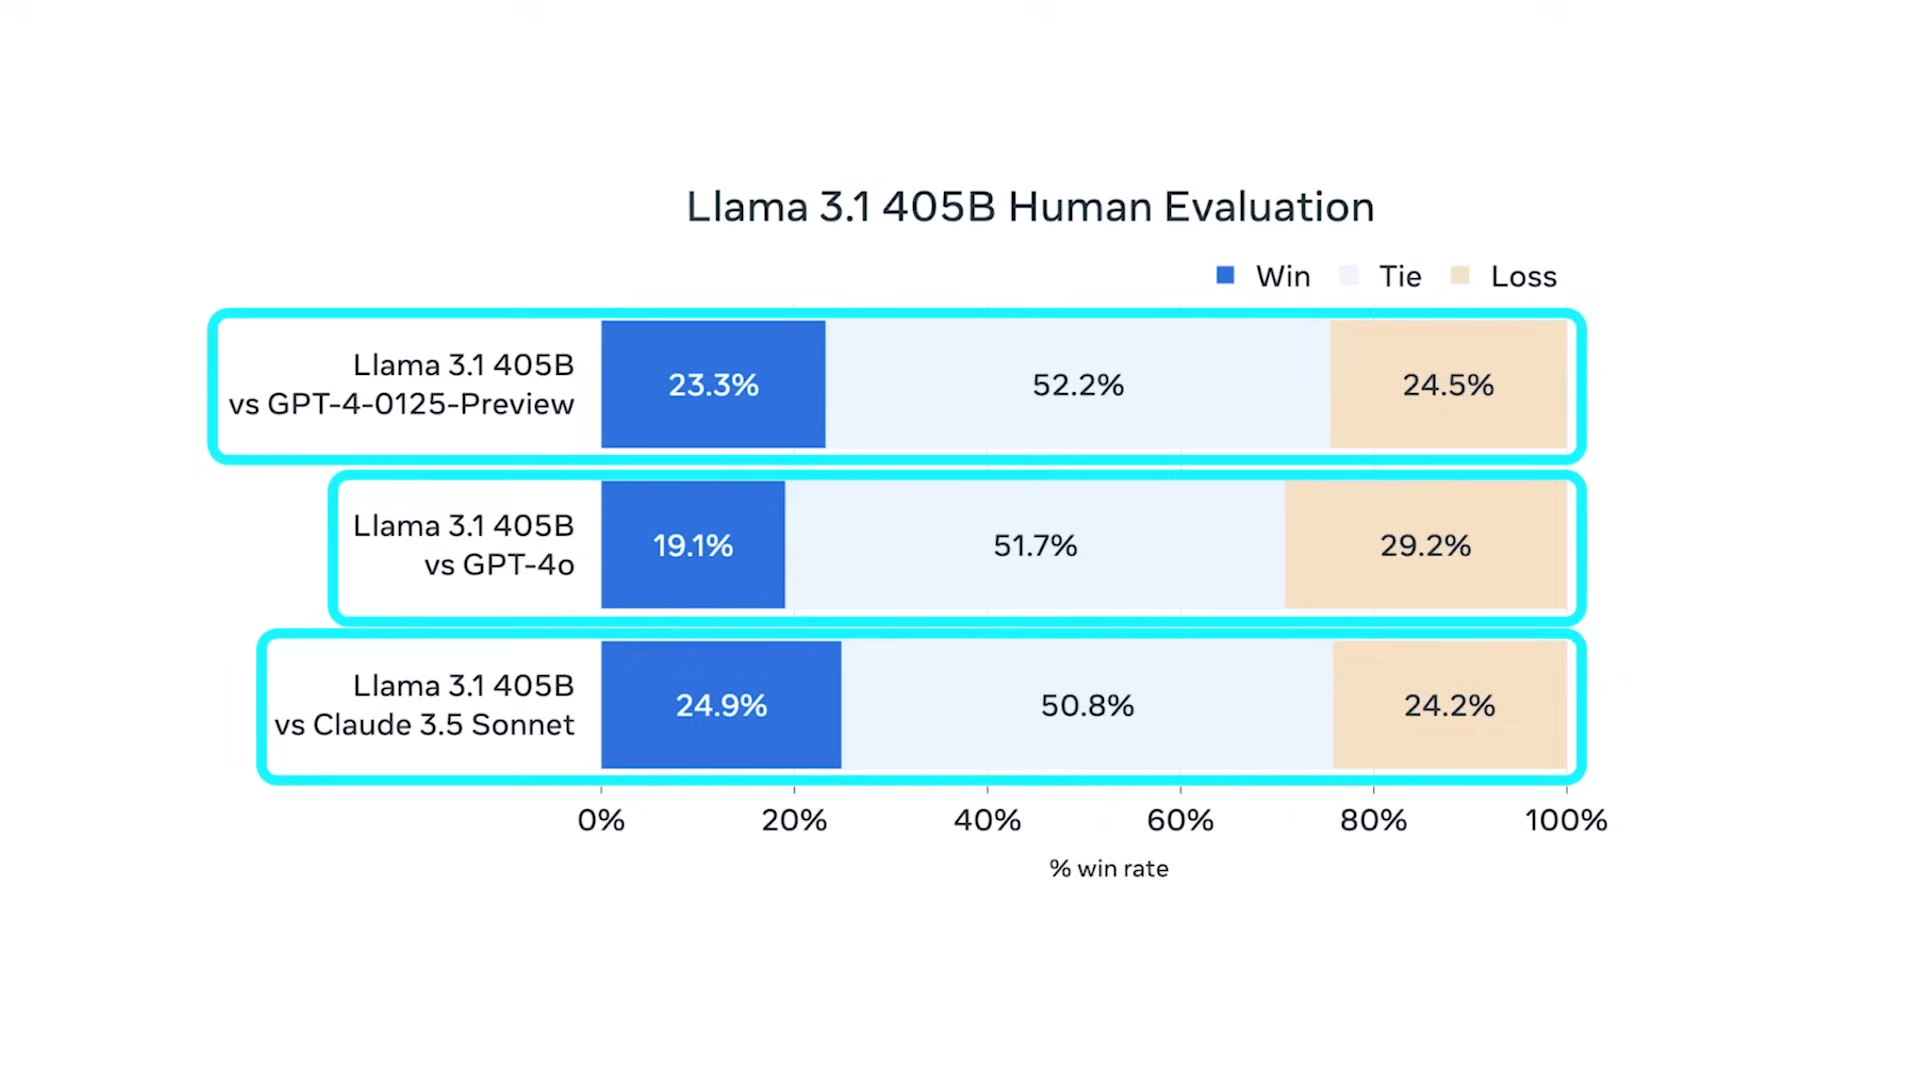 Llama 3.1 405B Human Evaluation
Win Tie Loss
Llama 3.1 405B
vs GPT-4-0125-Preview
23.3% 52.2% 24.5%
Llama 3.1 405B
vs GPT-4o
19.1% 51.7% 29.2%
Llama 3.1 405B
vs Claude 3.5 Sonnet
24.9% 50.8% 24.2%
0% 20% 40% 60% 80% 100%
% win rate